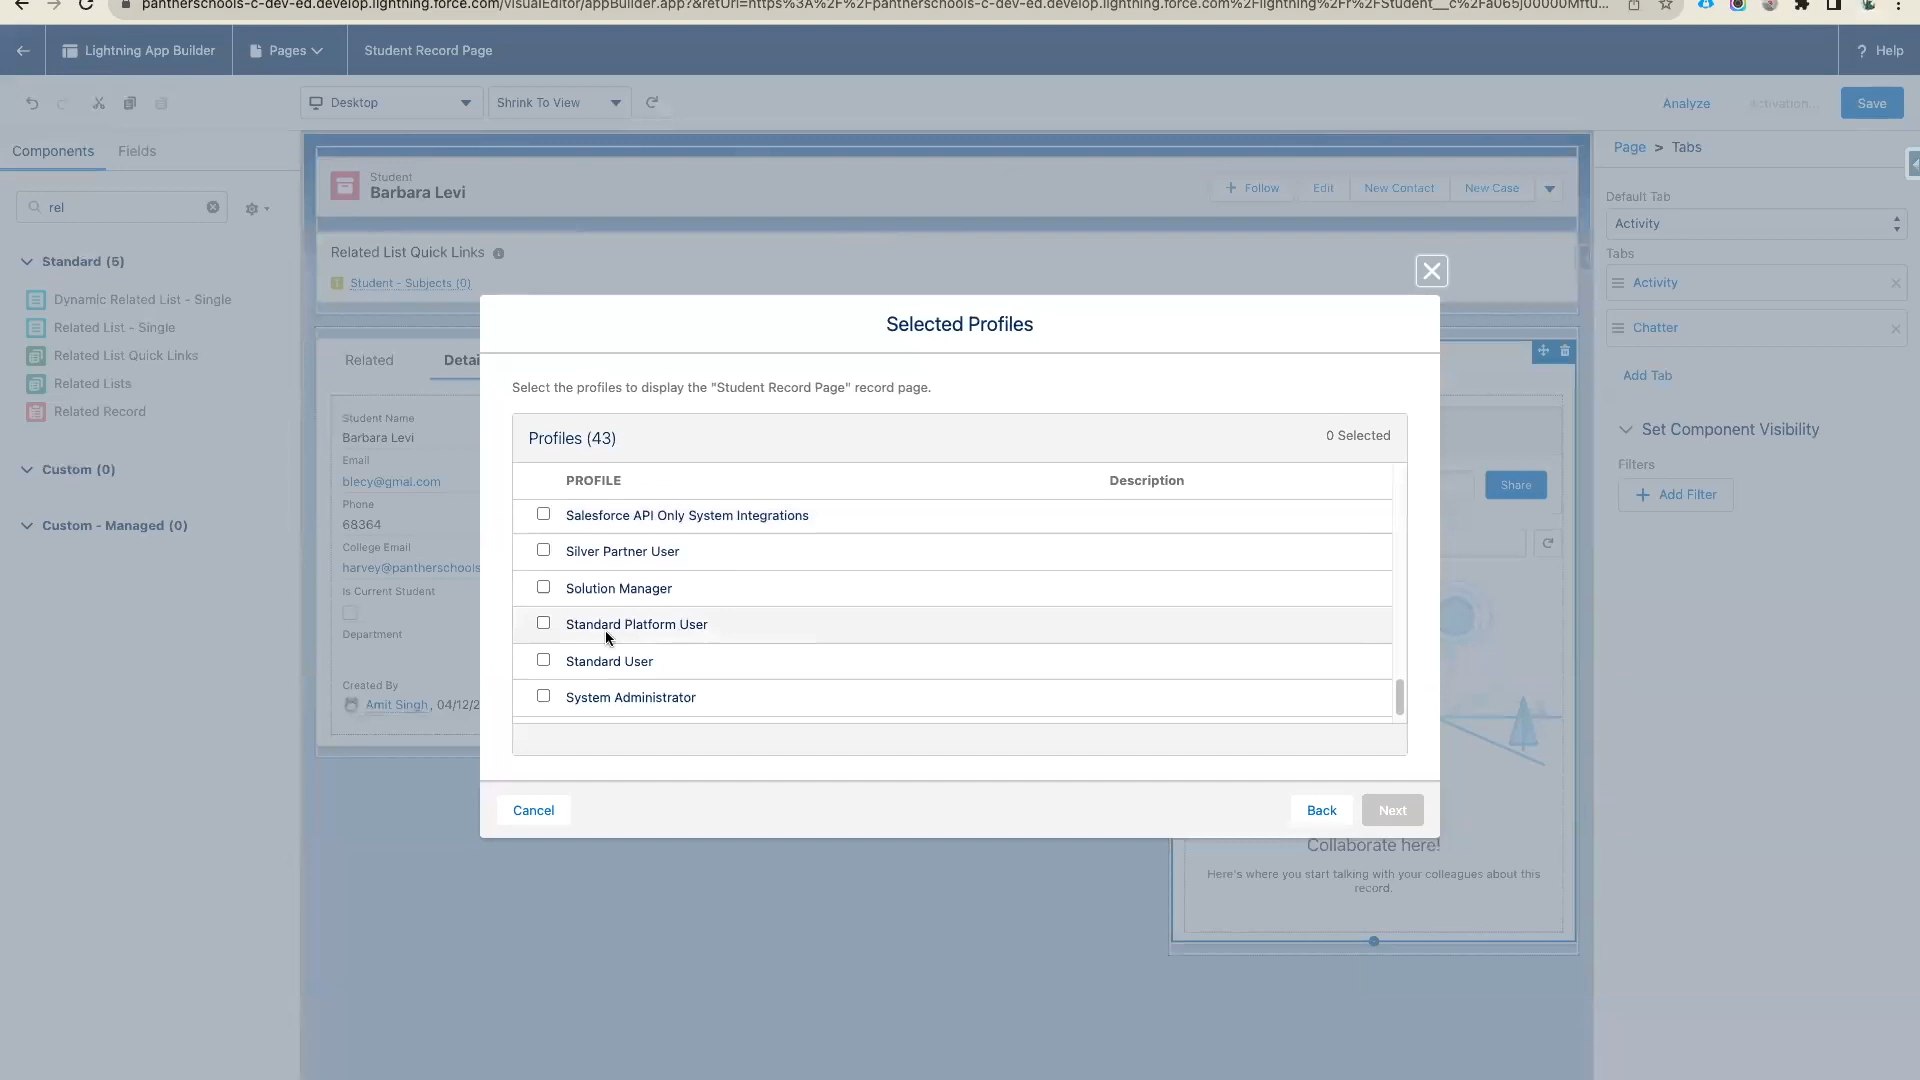 pantherschools-c-dev-ed.develop.lightning.force.com/visualEditor/appBuilder.app?&retUrl=https%3A%2F%2Fpantherschools-c-dev-ed.develop.lightning.force.com%2Flightning%2Fr%2FStudent__c%2Fa065j00000Mftu...
Lightning App Builder
Pages
Student Record Page
? Help
Desktop
Shrink To View
Analyze
Activation...
Save
Components
Fields
rel
Standard (5)
Dynamic Related List - Single
Related List - Single
Related List Quick Links
Related Lists
Related Record
Custom (0)
Custom - Managed (0)
Student
Barbara Levi
+ Follow
Edit
New Contact
New Case
Related List Quick Links
Student - Subjects (0)
Related
Detai
Student Name
Barbara Levi
Email
blecy@gmal.com
Phone
68364
College Email
harvey@pantherschools
Is Current Student
Department
Created By
Amit Singh, 04/12/2
Selected Profiles
Select the profiles to display the "Student Record Page" record page.
Profiles (43)
0 Selected
PROFILE
Description
Salesforce API Only System Integrations
Silver Partner User
Solution Manager
Standard Platform User
Standard User
System Administrator
Cancel
Back
Next
Share
Collaborate here!
Here's where you start talking with your colleagues about this
record.
Page > Tabs
Default Tab
Activity
Tabs
Activity
Chatter
Add Tab
Set Component Visibility
Filters
+ Add Filter